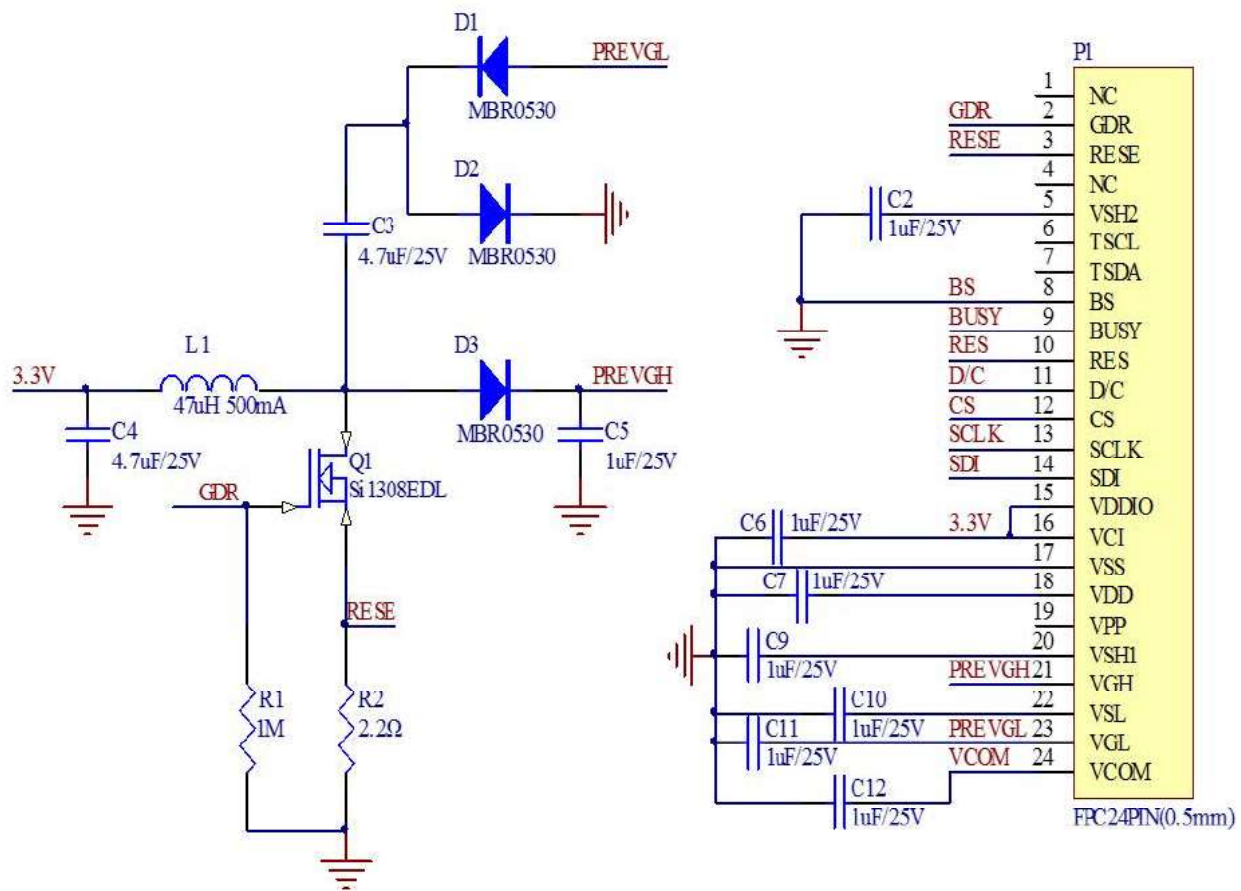 D1
PREVGL
MBR0530
D2
C3
4.7uF/25V
MBR0530
L1
3.3V
47uH 500mA
D3
PREVGH
MBR0530
C4
4.7uF/25V
C5
1uF/25V
Q1
Si1308EDL
GDR
RESE
R1
1M
R2
2.2Ω
P1
1 NC
GDR 2 GDR
RESE 3 RESE
4 NC
C2
1uF/25V
5 VSH2
6 TSCL
7 TSDA
BS 8 BS
BUSY 9 BUSY
RES 10 RES
D/C 11 D/C
CS 12 CS
SCLK 13 SCLK
SDI 14 SDI
15 VDDIO
C6 1uF/25V 3.3V 16 VCI
17 VSS
C7 1uF/25V 18 VDD
19 VPP
C9
1uF/25V
20 VSH1
PREVGH 21 VGH
C10
1uF/25V
22 VSL
C11
1uF/25V
PREVGL 23 VGL
VCOM 24 VCOM
C12
1uF/25V
FPC24PIN(0.5mm)